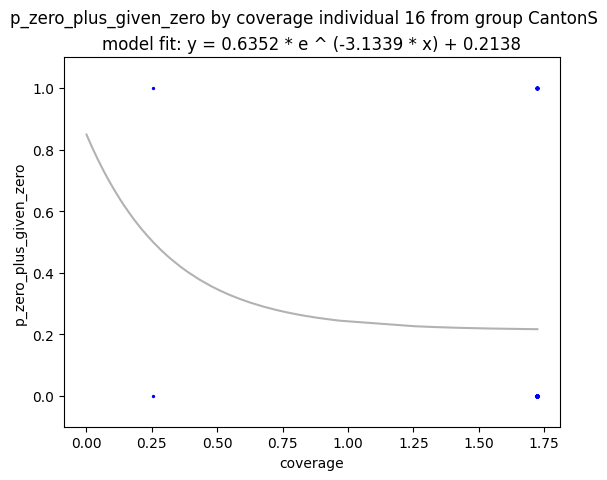 p_zero_plus_given_zero by coverage individual 16 from group CantonS
model fit: y = 0.6352 * e ^ (-3.1339 * x) + 0.2138
p_zero_plus_given_zero
1.0
0.8
0.6
0.4
0.2
0.0
0.00 0.25 0.50 0.75 1.00 1.25 1.50 1.75
coverage